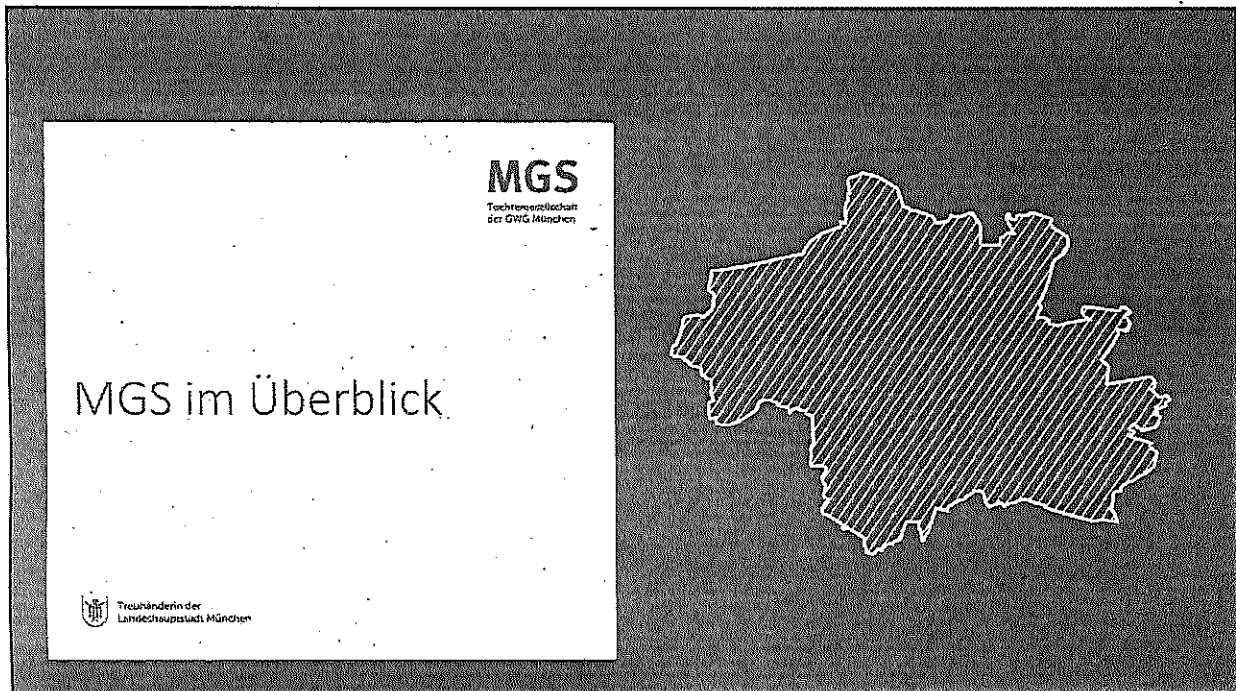 MGS
Tochtergesellschaft
der GWG München
MGS im Überblick
Treuhänderin der
Landeshauptstadt München